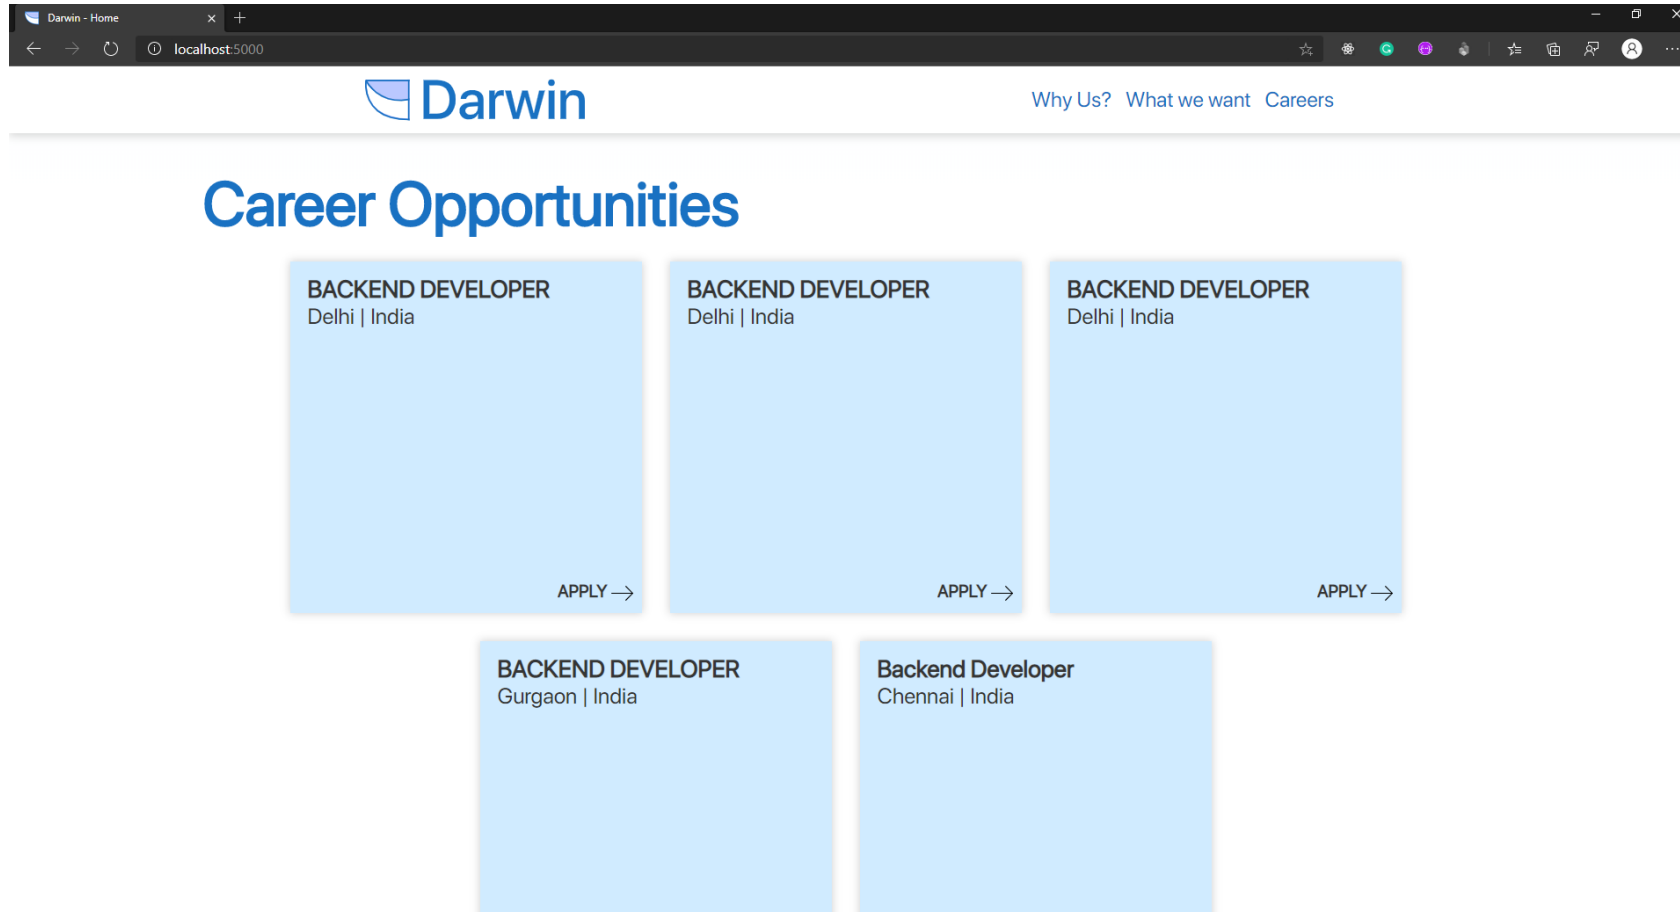 Darwin - Home
localhost:5000
Darwin
Why Us? What we want Careers
Career Opportunities
BACKEND DEVELOPER
Delhi | India
APPLY
BACKEND DEVELOPER
Delhi | India
APPLY
BACKEND DEVELOPER
Delhi | India
APPLY
BACKEND DEVELOPER
Gurgaon | India
Backend Developer
Chennai | India